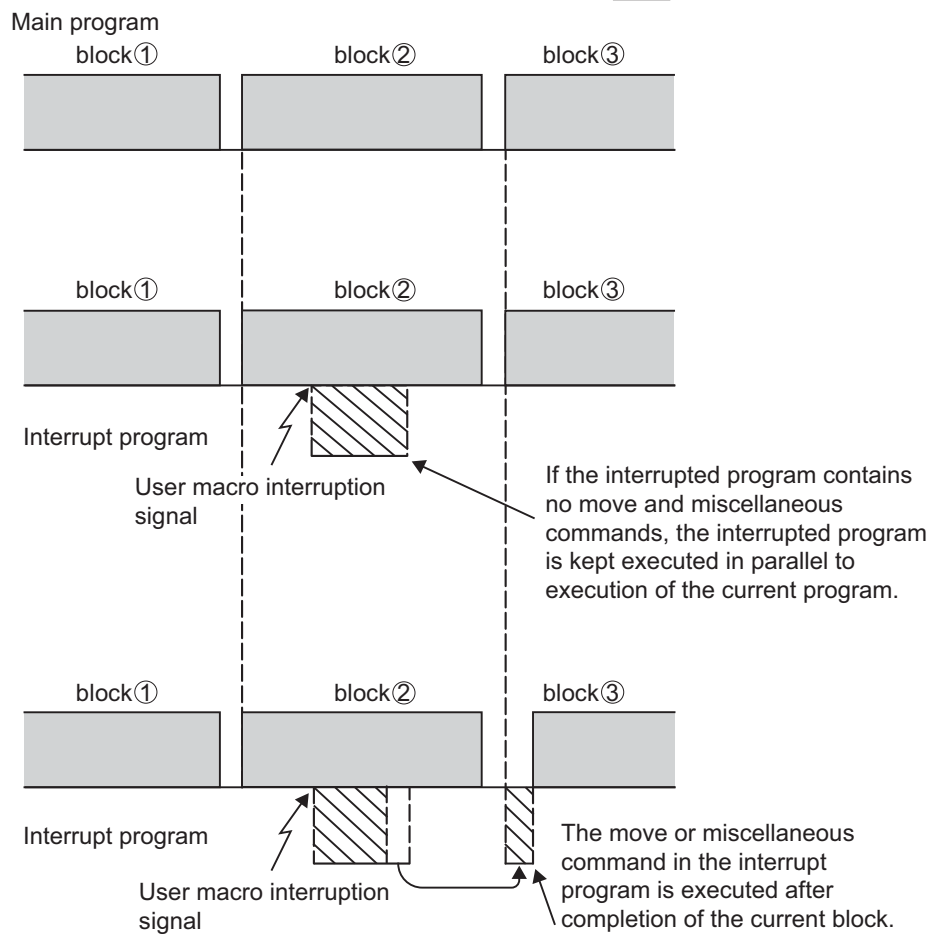 Main program
block①
block②
block③
block①
block②
block③
Interrupt program
User macro interruption
signal
If the interrupted program contains
no move and miscellaneous
commands, the interrupted program
is kept executed in parallel to
execution of the current program.
block①
block②
block③
Interrupt program
User macro interruption
signal
The move or miscellaneous
command in the interrupt
program is executed after
completion of the current block.